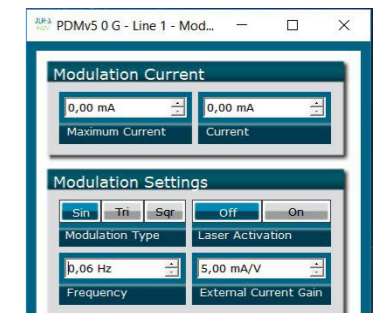 PDMv5 0 G - Line 1 - Mod...
Modulation Current
0,00 mA 0,00 mA
Maximum Current Current
Modulation Settings
Sin Tri Sqr Off On
Modulation Type Laser Activation
0,06 Hz 5,00 mA/V
Frequency External Current Gain